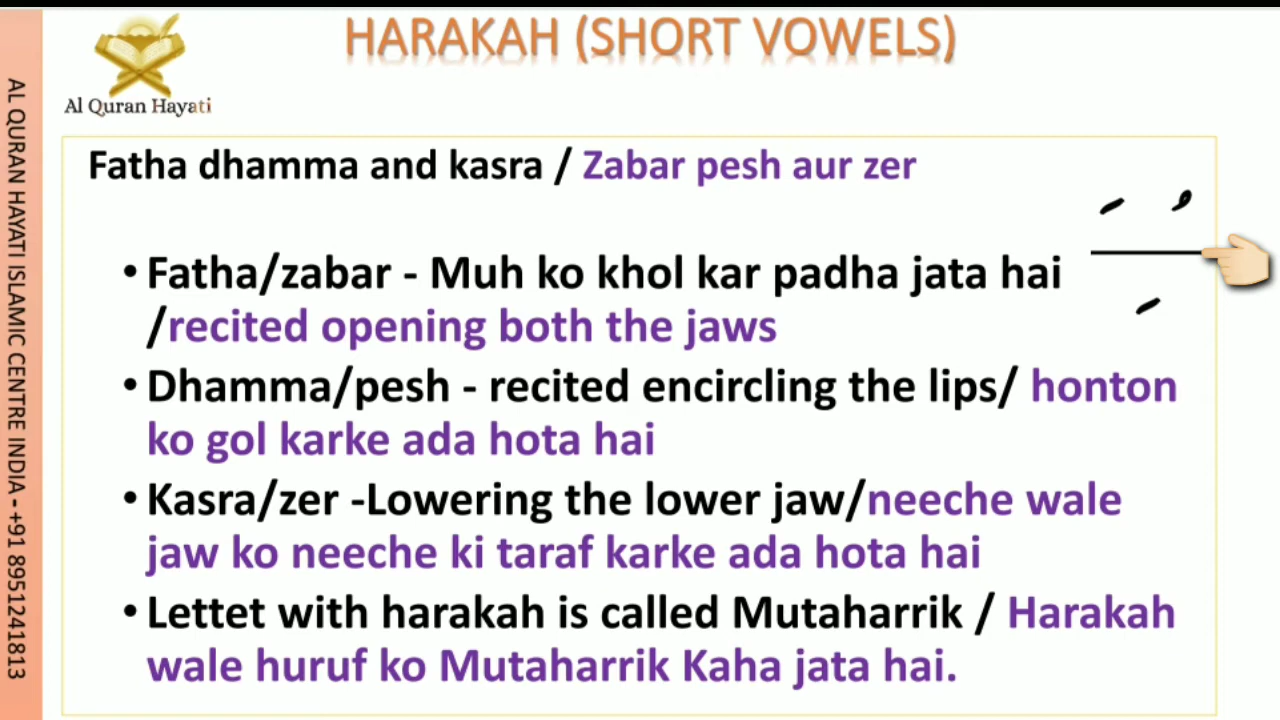 HARAKAH (SHORT VOWELS)
Al Quran Hayati
AL QURAN HAYATI ISLAMIC CENTRE INDIA - +91 8951241813
Fatha dhamma and kasra / Zabar pesh aur zer
• Fatha/zabar - Muh ko khol kar padha jata hai
/recited opening both the jaws
• Dhamma/pesh - recited encircling the lips/ honton
ko gol karke ada hota hai
• Kasra/zer -Lowering the lower jaw/neeche wale
jaw ko neeche ki taraf karke ada hota hai
• Lettet with harakah is called Mutaharrik / Harakah
wale huruf ko Mutaharrik Kaha jata hai.